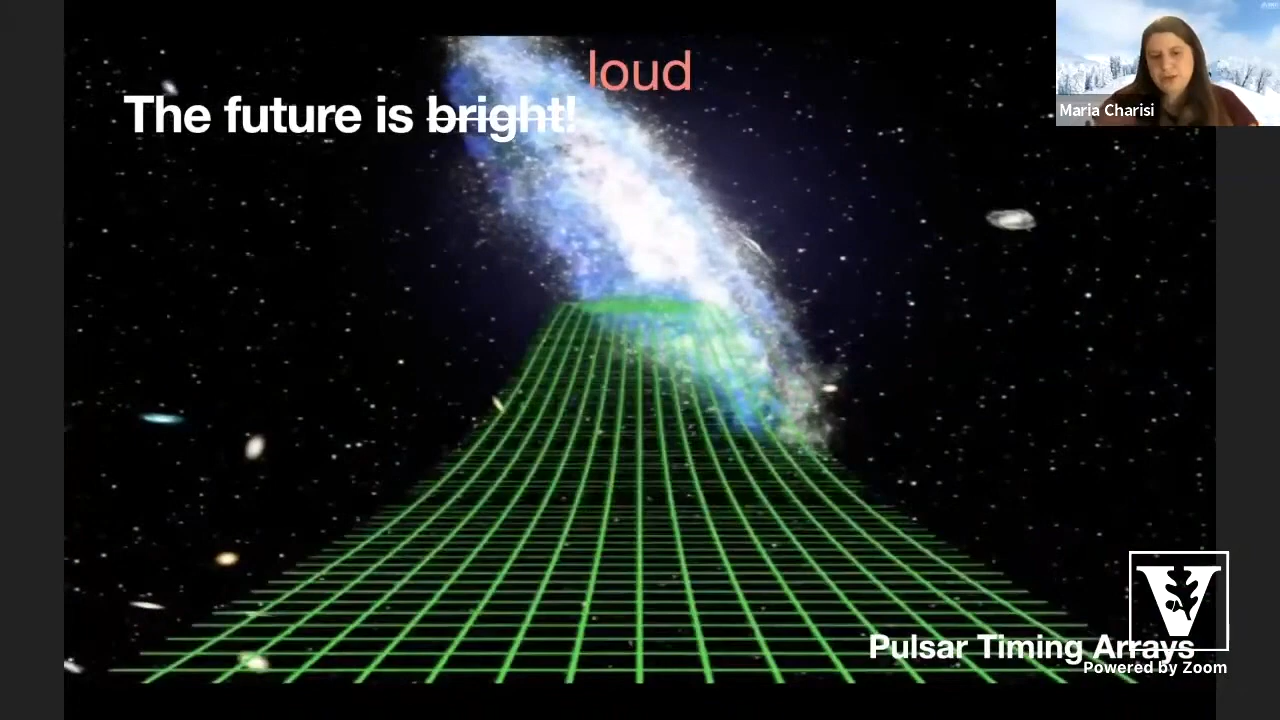 loud
The future is bright!
Maria Charisi
Pulsar Timing Arrays
V
Powered by Zoom